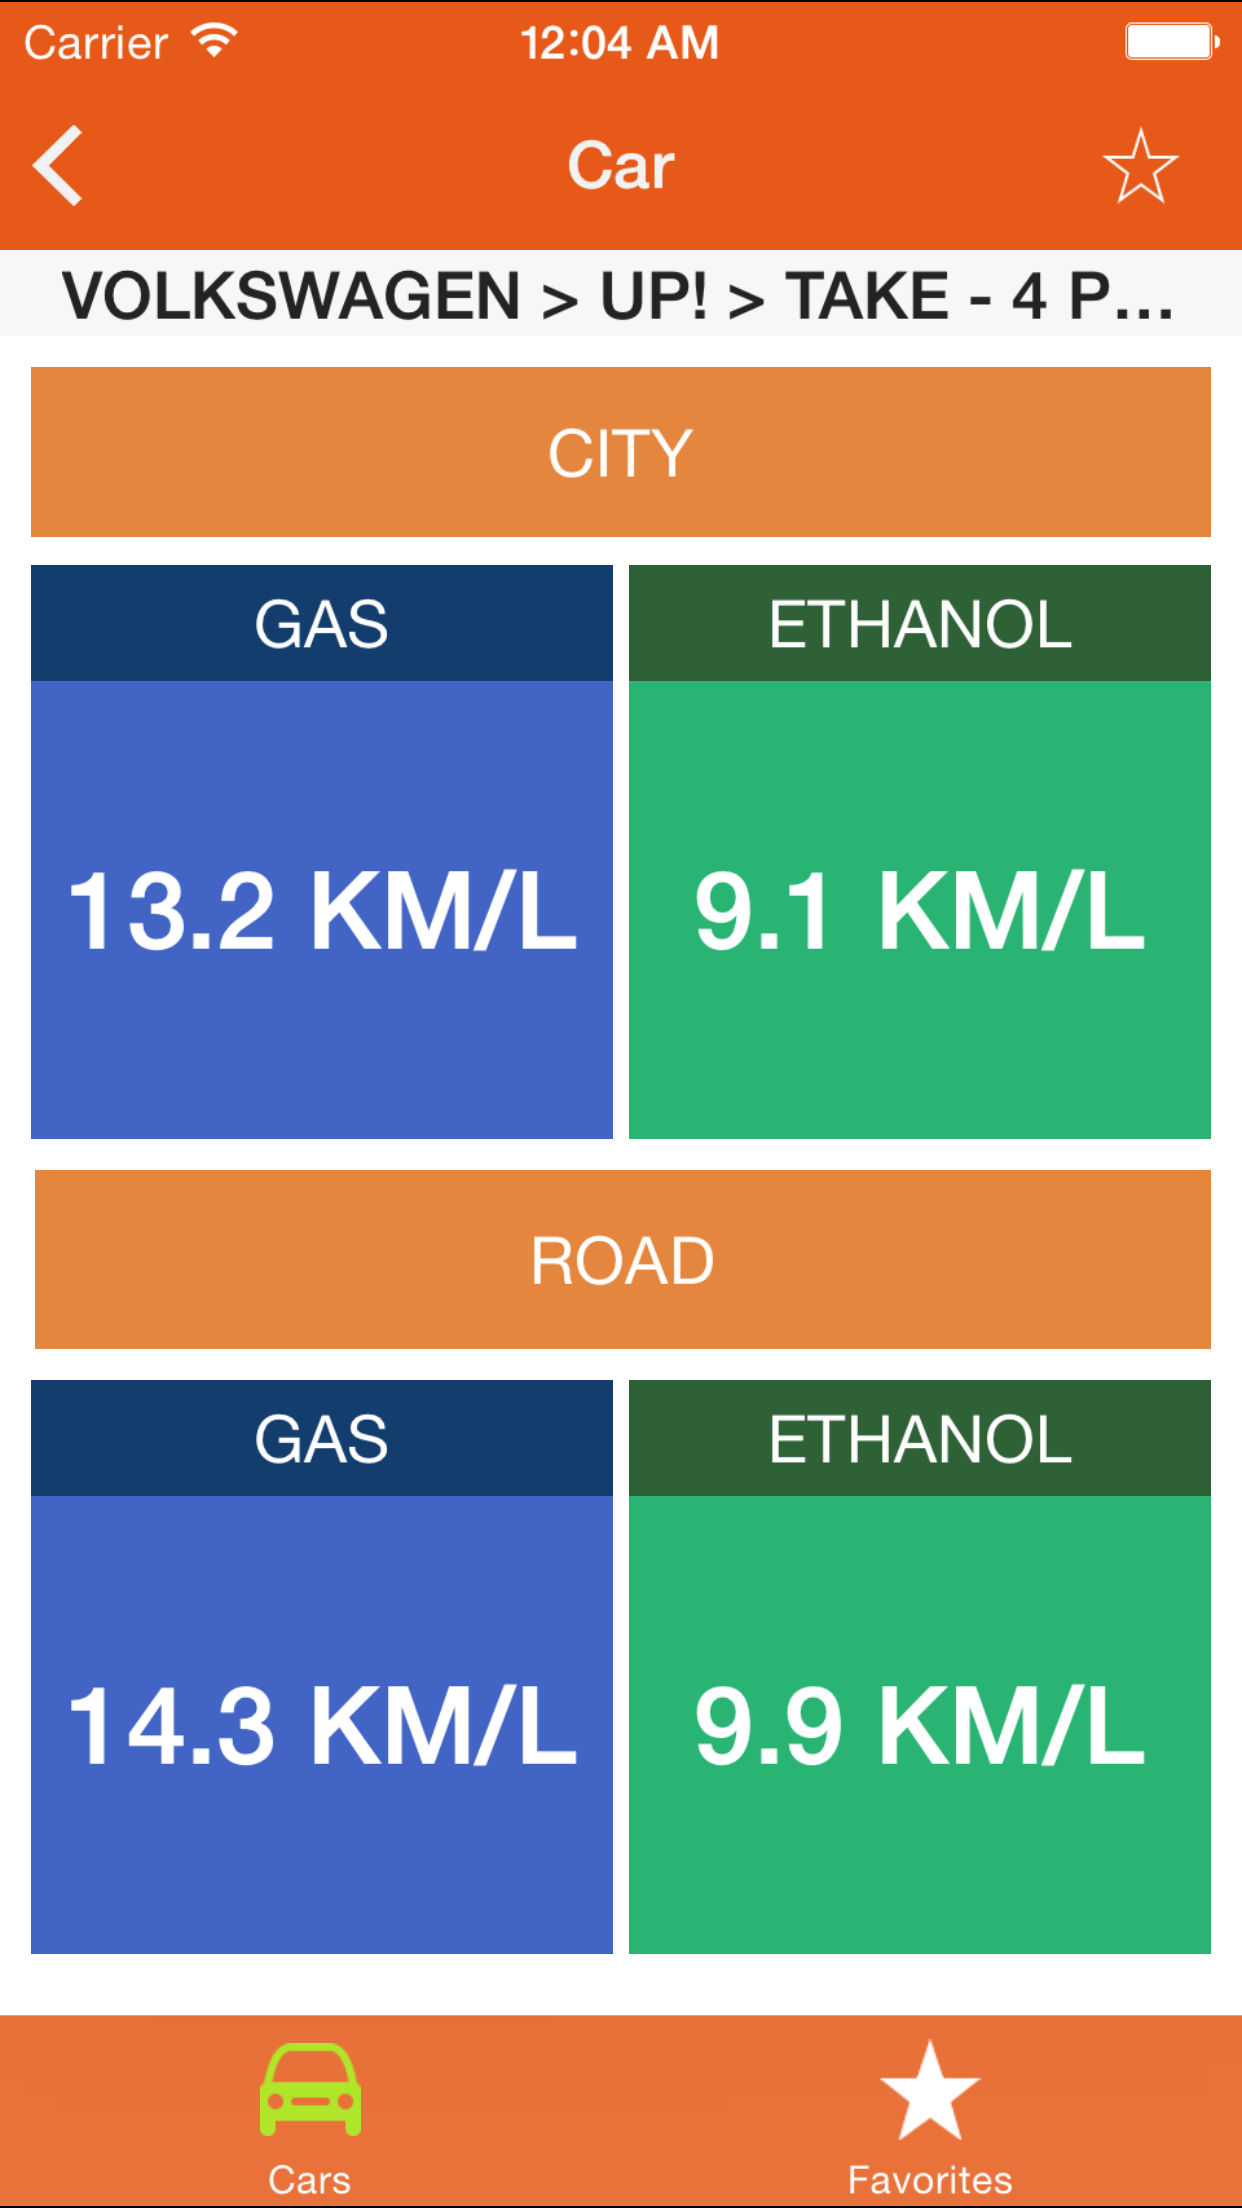 Carrier 12:04 AM
Car
VOLKSWAGEN > UP! > TAKE - 4 P...
CITY
GAS ETHANOL
13.2 KM/L 9.1 KM/L
ROAD
GAS ETHANOL
14.3 KM/L 9.9 KM/L
Cars Favorites